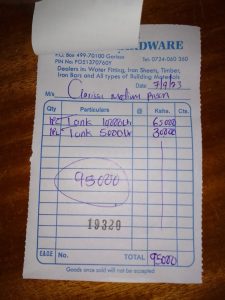 HARDWARE
P.O. Box 499-70100 Garissa
Tel. 0724-060 360
PIN No
Dealers in: Water Fitting, Iron Sheets, Timber,
Iron Bars and All types of Building Materials
Date 7/9/23
M/s Garissa Medium Prison
Qty Particulars @ Kshs. Cts.
1PC Tank 10000Ltr 65000
1PC Tank 5000Ltr 30000
95000
19320
E&OE No. TOTAL 95000
Goods once sold will not be accepted